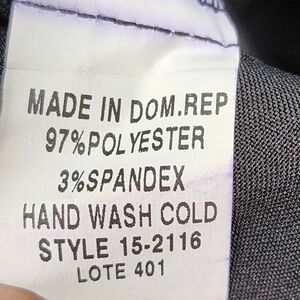 MADE IN DOM.REP
97%POLYESTER
3%SPANDEX
HAND WASH COLD
STYLE 15-2116
LOTE 401